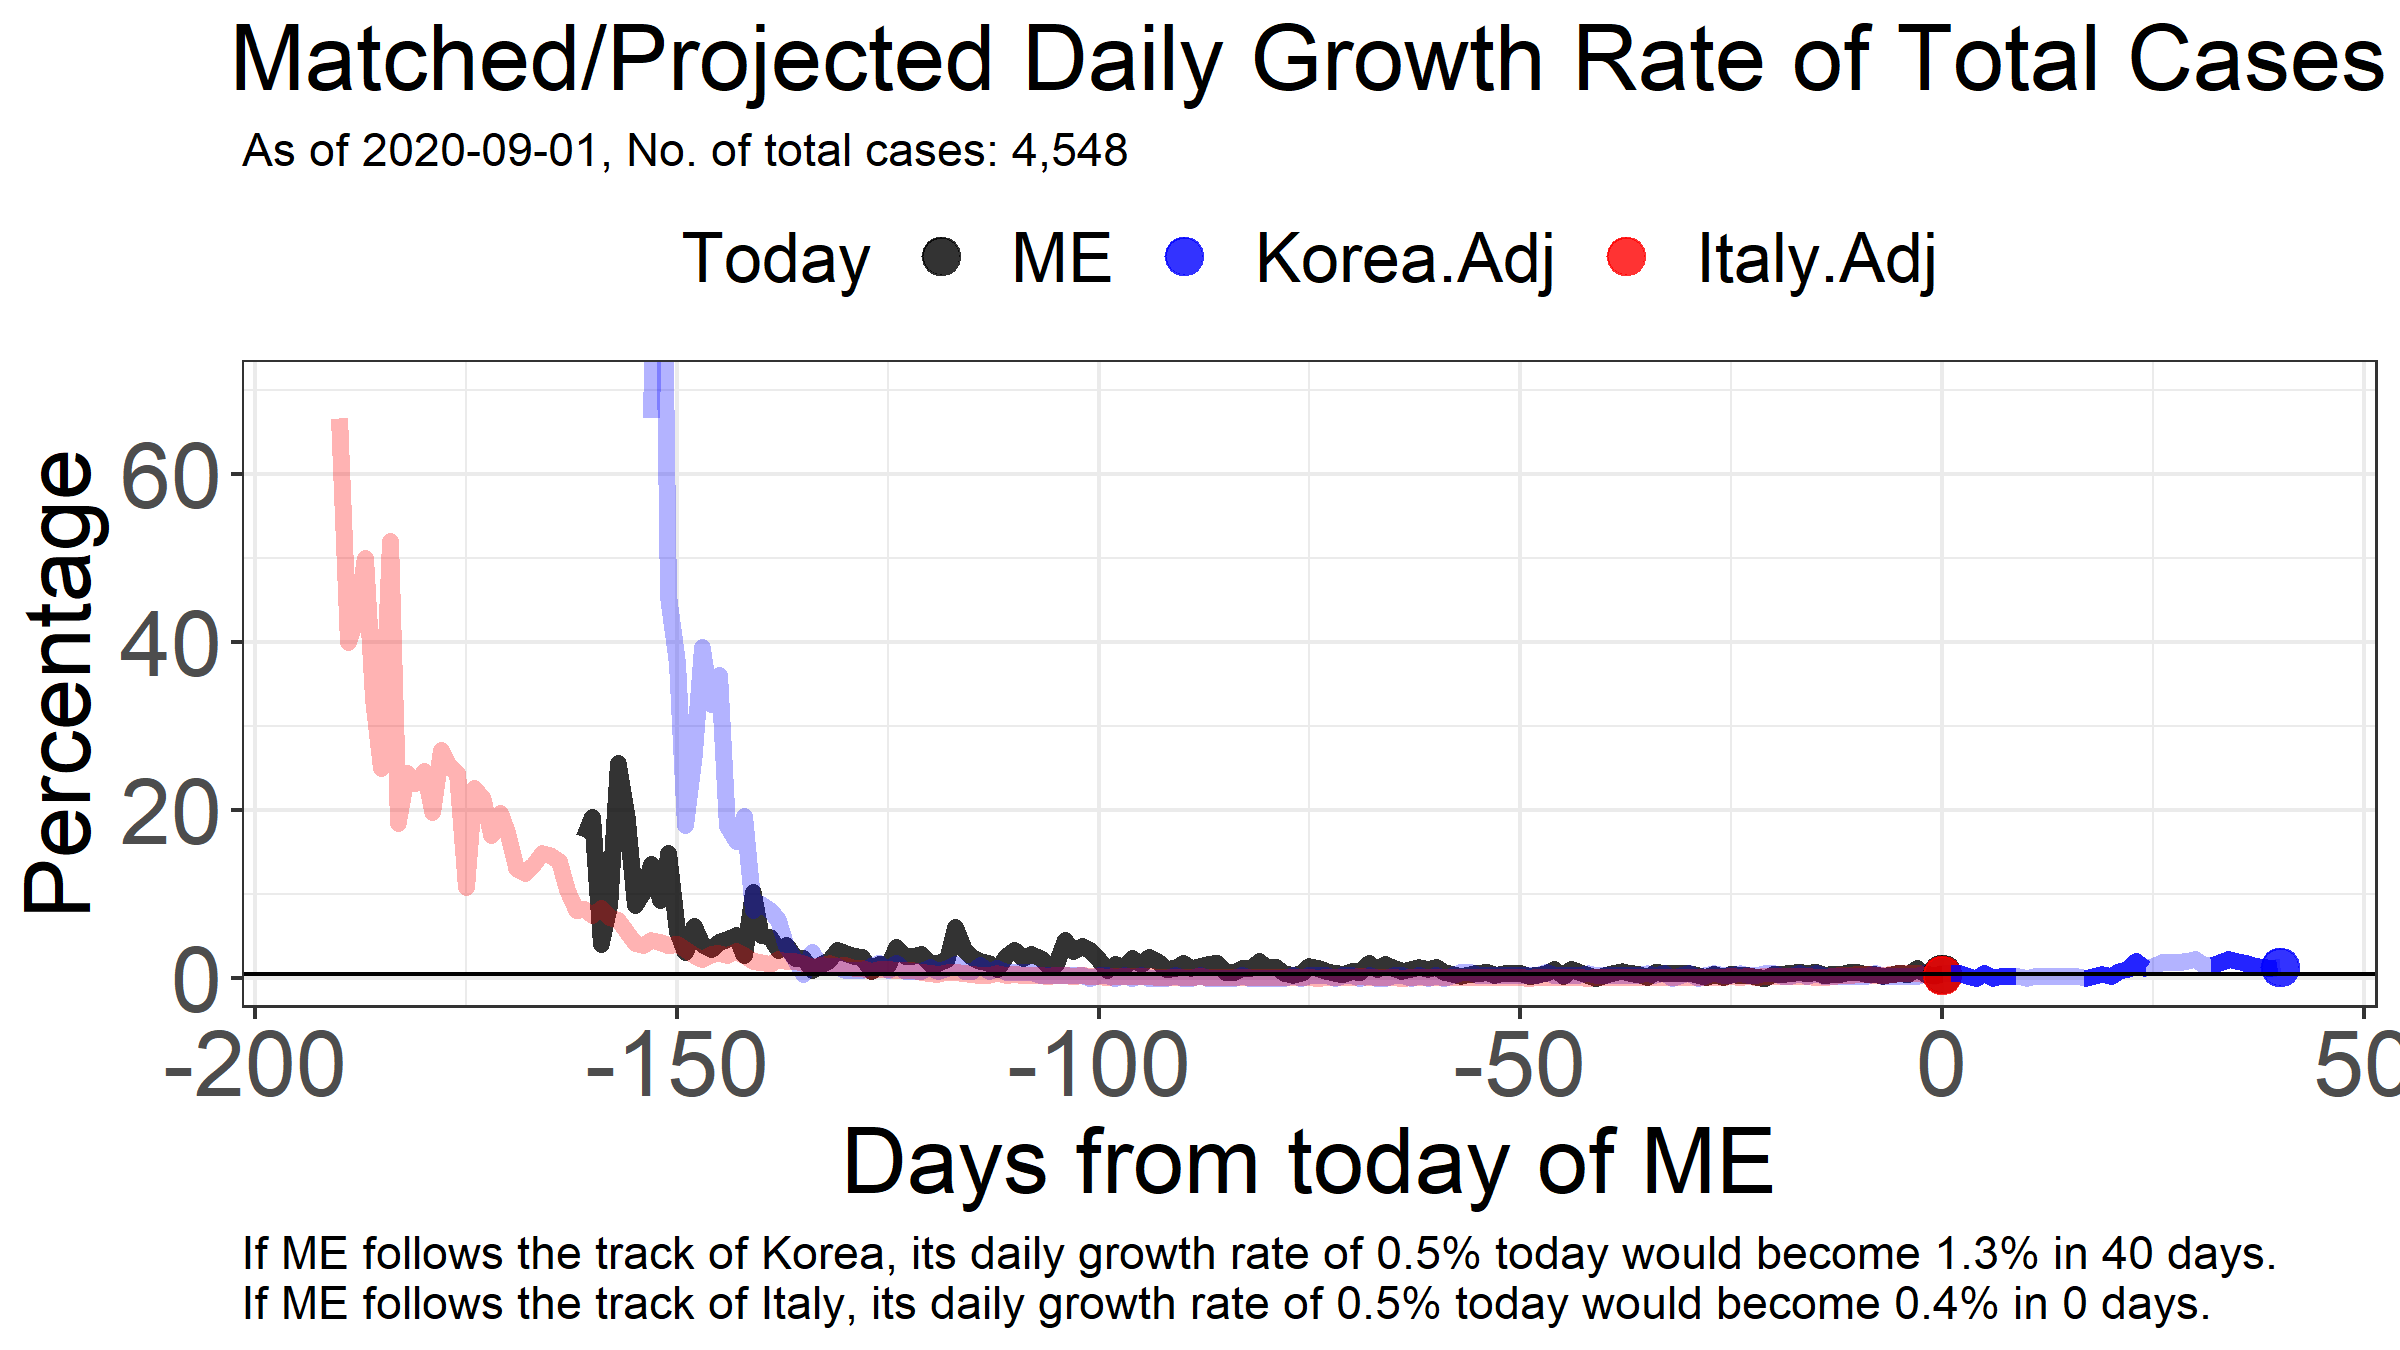 Matched/Projected Daily Growth Rate of Total Cases
As of 2020-09-01, No. of total cases: 4,548
Today ME Korea.Adj Italy.Adj
Percentage
60
40
20
0
-200 -150 -100 -50 0 50
Days from today of ME
If ME follows the track of Korea, its daily growth rate of 0.5% today would become 1.3% in 40 days.
If ME follows the track of Italy, its daily growth rate of 0.5% today would become 0.4% in 0 days.